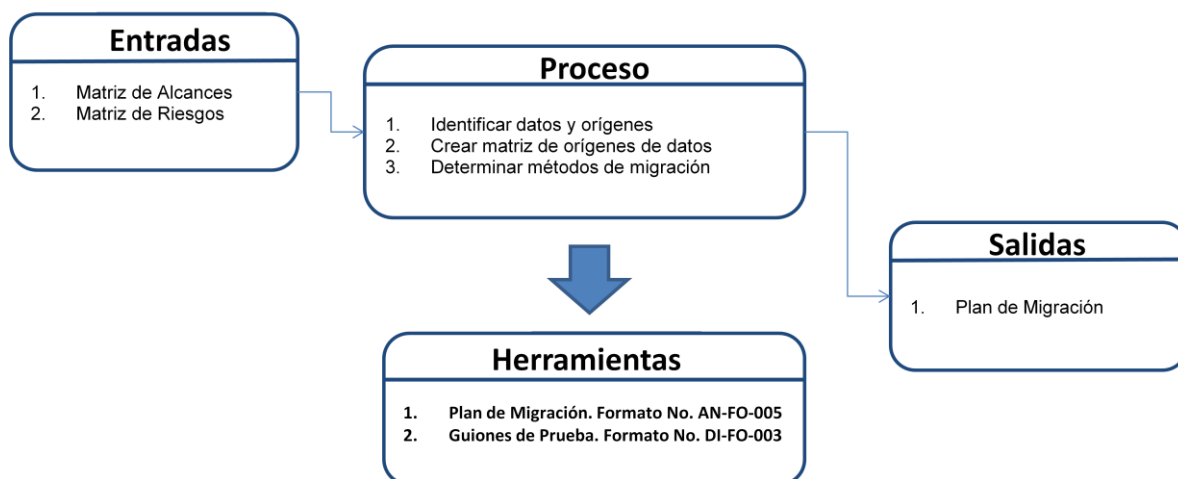 Entradas
1. Matriz de Alcances
2. Matriz de Riesgos
Proceso
1. Identificar datos y orígenes
2. Crear matriz de orígenes de datos
3. Determinar métodos de migración
Salidas
1. Plan de Migración
Herramientas
1. Plan de Migración. Formato No. AN-FO-005
2. Guiones de Prueba. Formato No. DI-FO-003